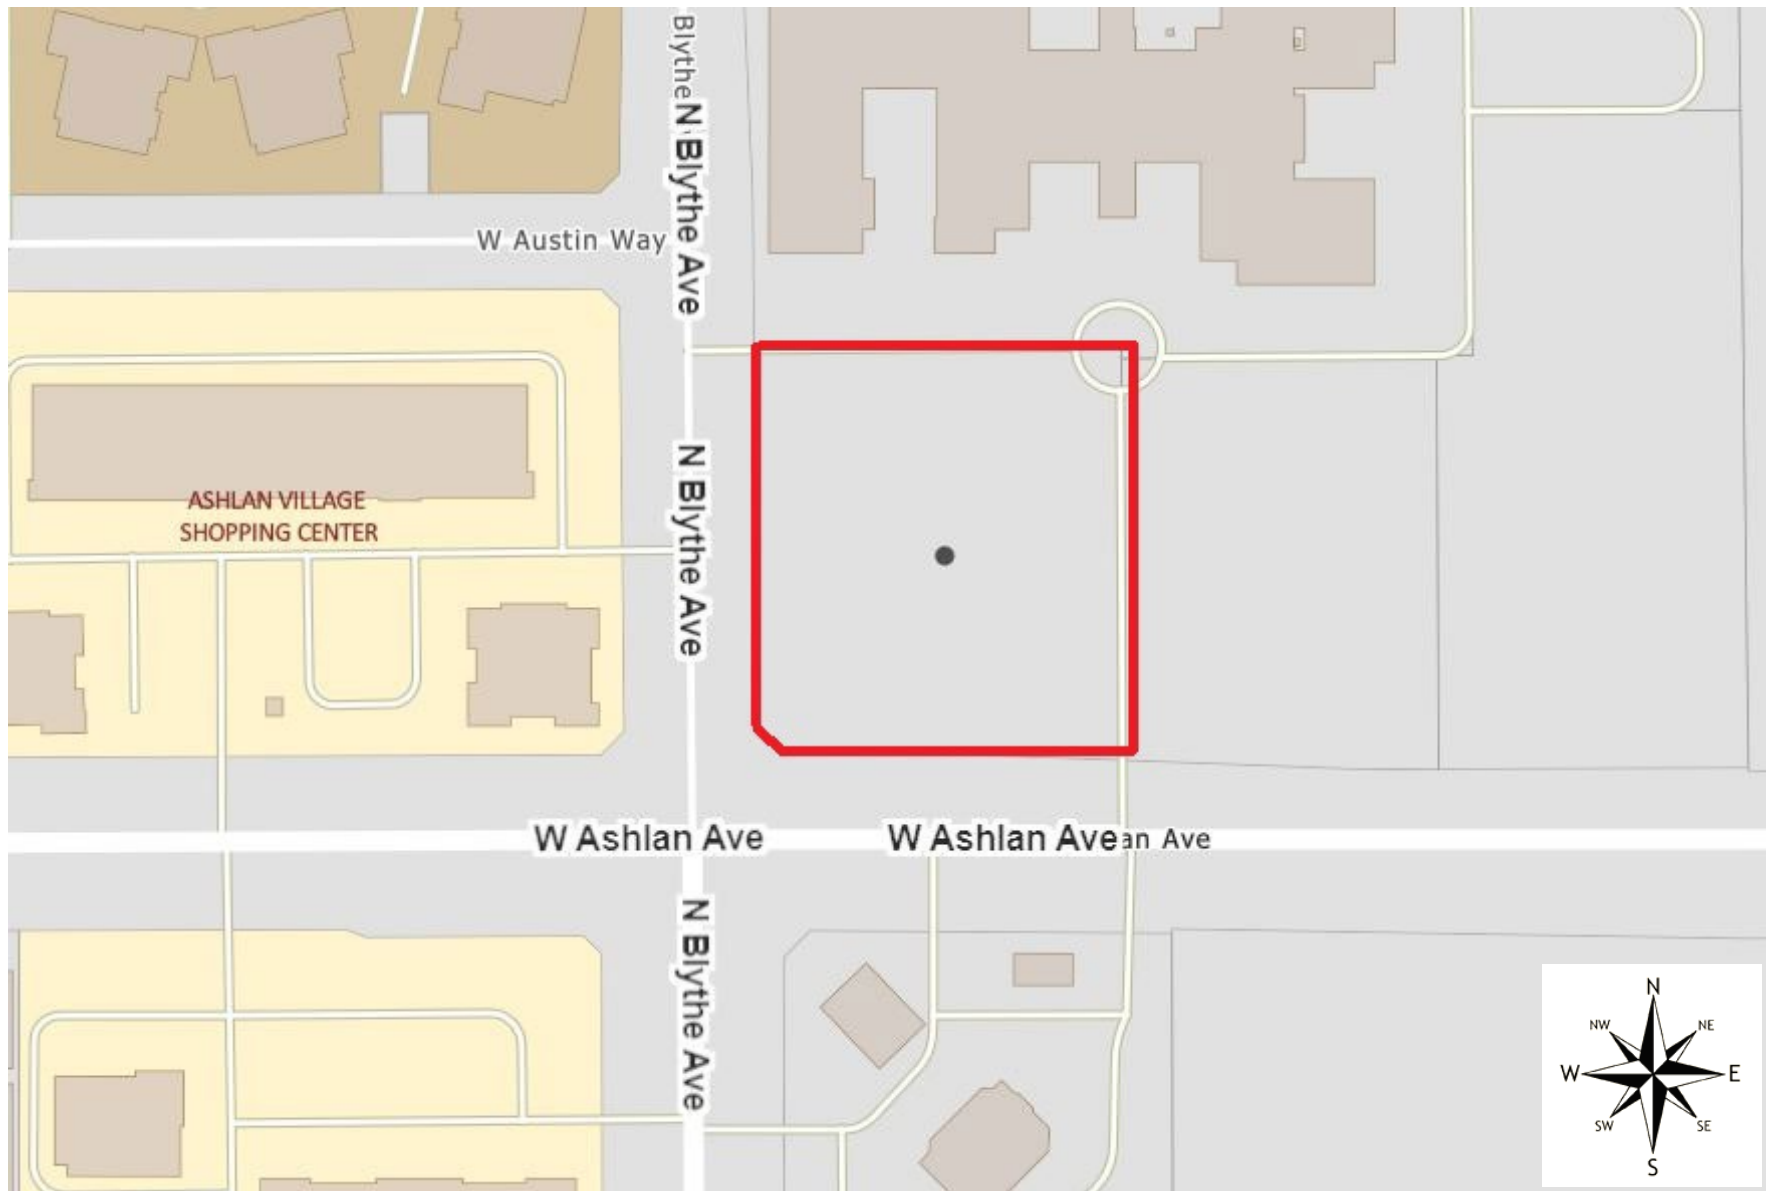 Blythe
N Blythe Ave
W Austin Way
N Blythe Ave
ASHLAN VILLAGE
SHOPPING CENTER
W Ashlan Ave
W Ashlan Ave
an Ave
N Blythe Ave
N
NW
NE
W
E
SW
SE
S